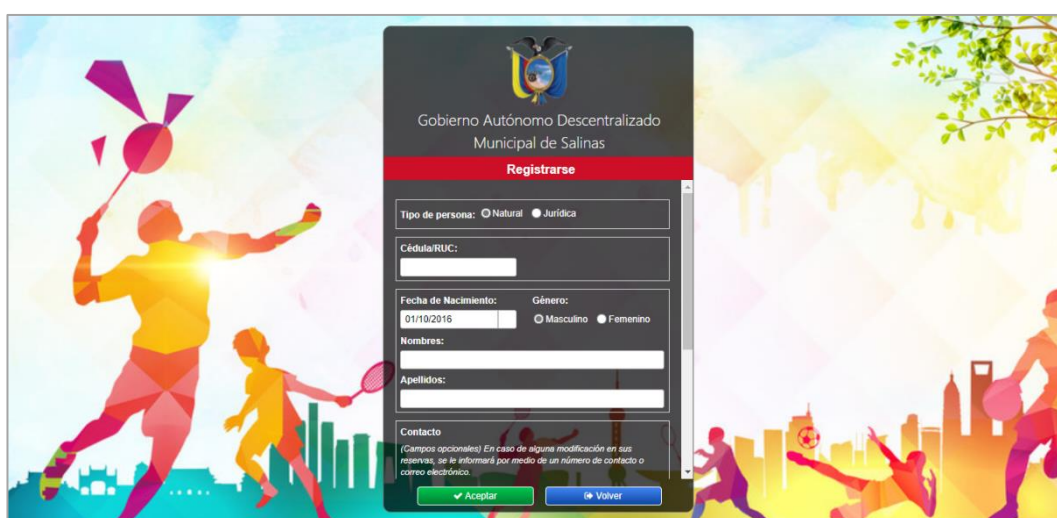 Gobierno Autónomo Descentralizado
Municipal de Salinas
Registrarse
Tipo de persona: Natural Jurídica
Cédula/RUC:
Fecha de Nacimiento: Género:
01/10/2016 Masculino Femenino
Nombres:
Apellidos:
Contacto
(Campos opcionales) En caso de alguna modificación en sus
reservas, se le informará por medio de un número de contacto o
correo electrónico.
Aceptar Volver